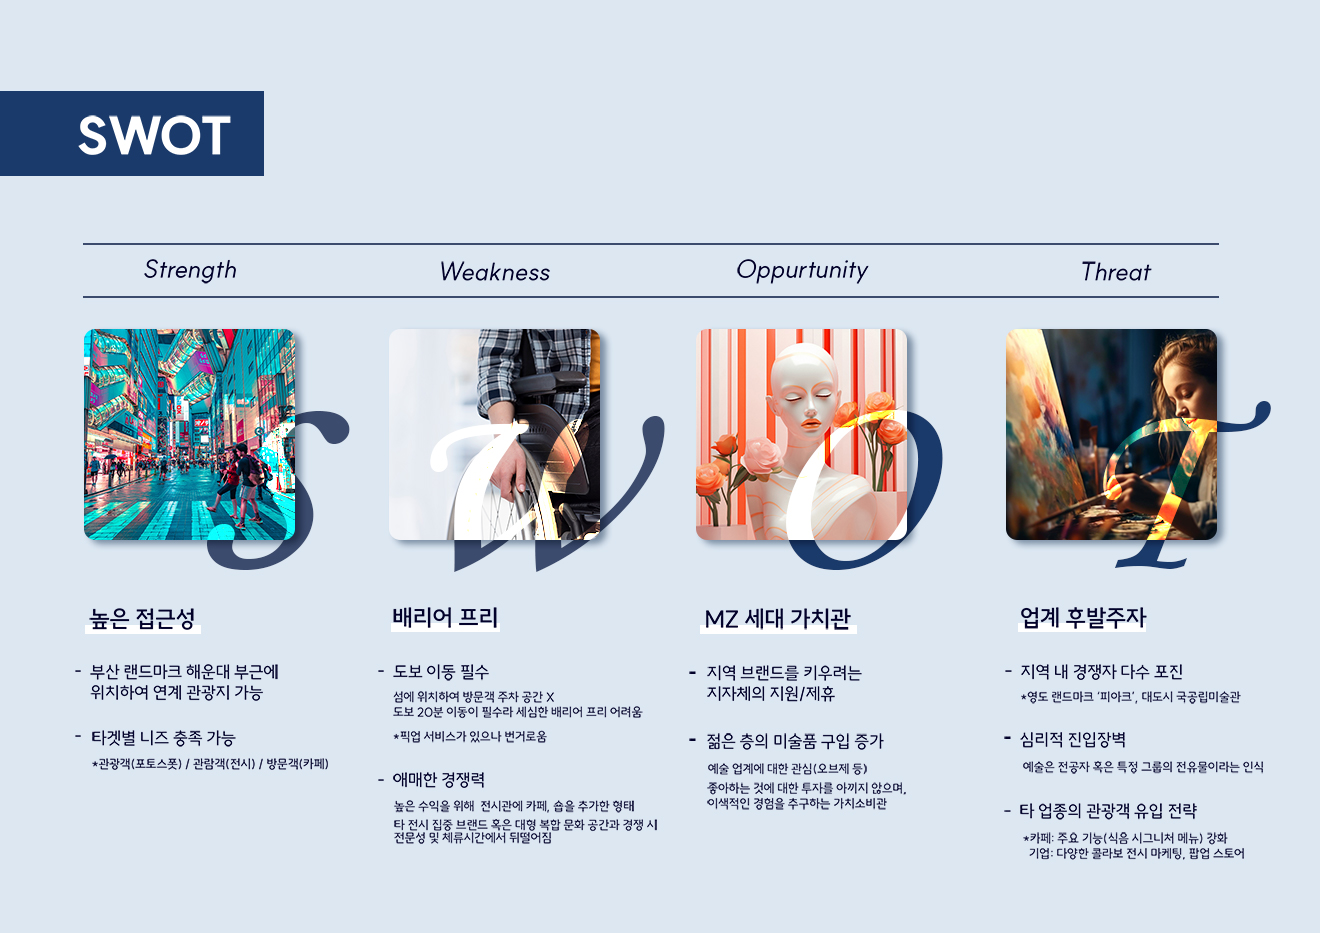 SWOT
Strength
Weakness
Oppurtunity
Threat
S
W
O
T
높은 접근성
- 부산 랜드마크 해운대 부근에
위치하여 연계 관광지 가능
- 타겟별 니즈 충족 가능
*관광객(포토스폿) / 관람객(전시) / 방문객(카페)
배리어 프리
- 도보 이동 필수
섬에 위치하여 방문객 주차 공간 X
도보 20분 이동이 필수라 세심한 배리어 프리 어려움
*픽업 서비스가 있으나 번거로움
- 애매한 경쟁력
높은 수익을 위해 전시관에 카페, 숍을 추가한 형태
타 전시 집중 브랜드 혹은 대형 복합 문화 공간과 경쟁 시
전문성 및 체류시간에서 뒤떨어짐
MZ 세대 가치관
- 지역 브랜드를 키우려는
지자체의 지원/제휴
- 젊은 층의 미술품 구입 증가
예술 업계에 대한 관심(오브제 등)
좋아하는 것에 대한 투자를 아끼지 않으며,
이색적인 경험을 추구하는 가치소비관
업계 후발주자
- 지역 내 경쟁자 다수 포진
*영도 랜드마크 '피아크', 대도시 국공립미술관
- 심리적 진입장벽
예술은 전공자 혹은 특정 그룹의 전유물이라는 인식
- 타 업종의 관광객 유입 전략
*카페: 주요 기능(식음 시그니처 메뉴) 강화
기업: 다양한 콜라보 전시 마케팅, 팝업 스토어